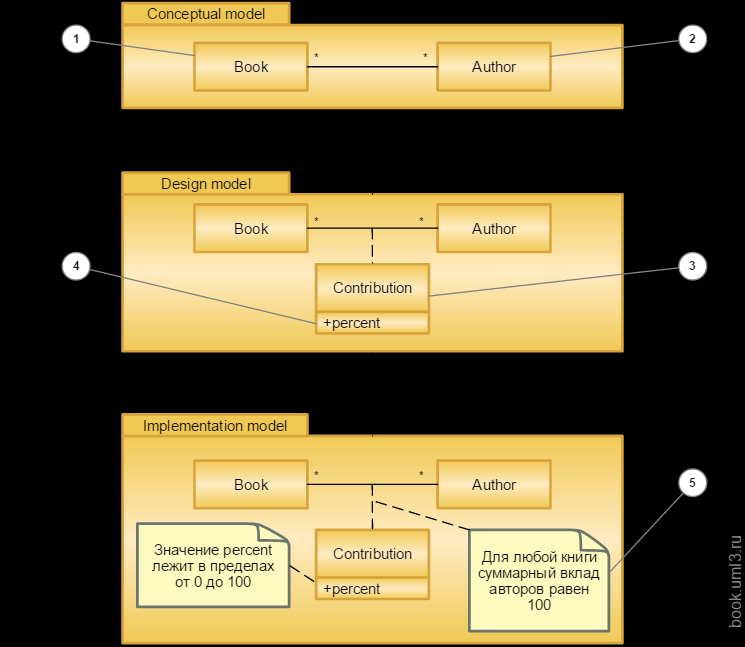 Conceptual model
1
2
Book
*
*
Author
Design model
Book
*
*
Author
4
3
Contribution
+percent
Implementation model
Book
*
*
Author
5
Значение percent
лежит в пределах
от 0 до 100
Contribution
+percent
Для любой книги
суммарный вклад
авторов равен
100
book.uml3.ru